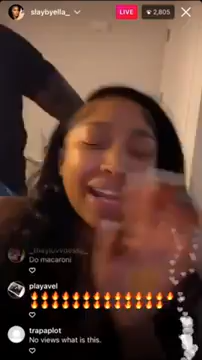 slaybyella_
LIVE
2,805
Do macaroni
playavel
🔥🔥🔥🔥🔥🔥🔥🔥🔥🔥🔥🔥
🔥🔥🔥🔥🔥🔥🔥🔥🔥🔥🔥
trapaplot
No views what is this.